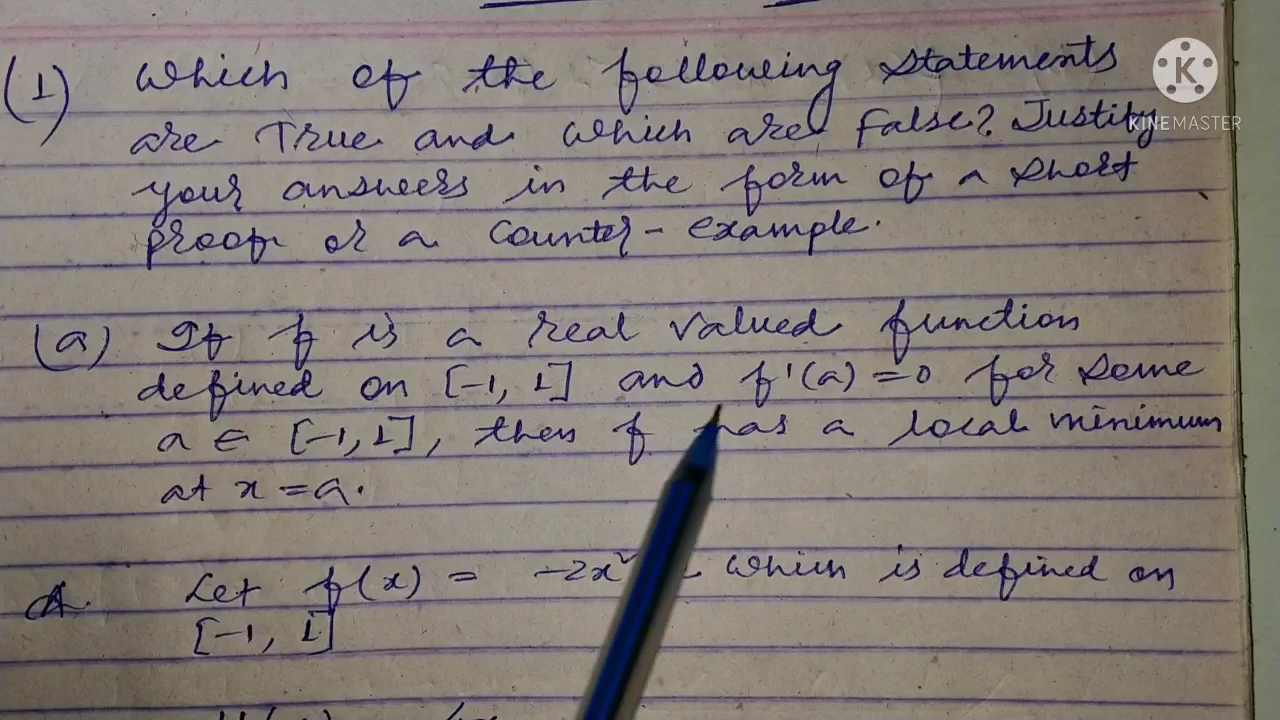 (1) Which of the following statements
are True and which are False? Justify
your answers in the form of a short
proof or a counter-example.
(a) If f is a real valued function
defined on [-1, 1] and f'(a) = 0 for some
a ∈ [-1, 1], then f has a local minimum
at x = a.
Let f(x) = -2x² which is defined on
[-1, 1]
K
KINEMASTER